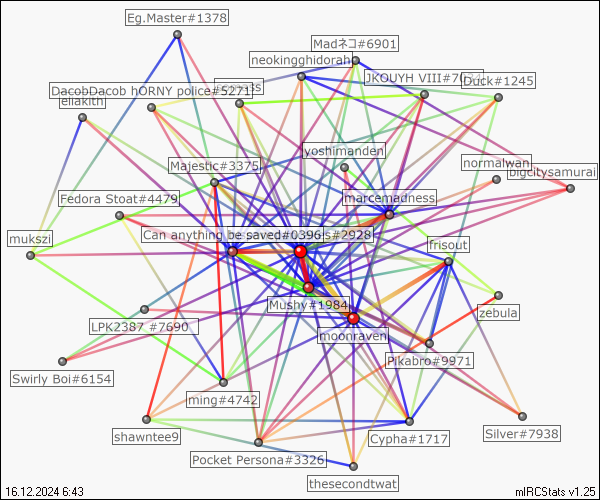 Eg.Master#1378
Madネコ#6901
neokingghidorah
JKOUYH VIII#70
Duck#1245
DacobDacob hORNY police#5271
eliakith
yoshimanden
Majestic#3375
normalwan
bigcitysamurai
Fedora Stoat#4479
marcemadness
mukszi
Can anything be saved#0396
s#2928
frisout
Mushy#1984
zebula
LPK2387 #7690
moonraven
Pikabro#9971
Swirly Boi#6154
ming#4742
shawntee9
Cypha#1717
Silver#7938
Pocket Persona#3326
thesecondtwat
16.12.2024 6:43
mIRCStats v1.25